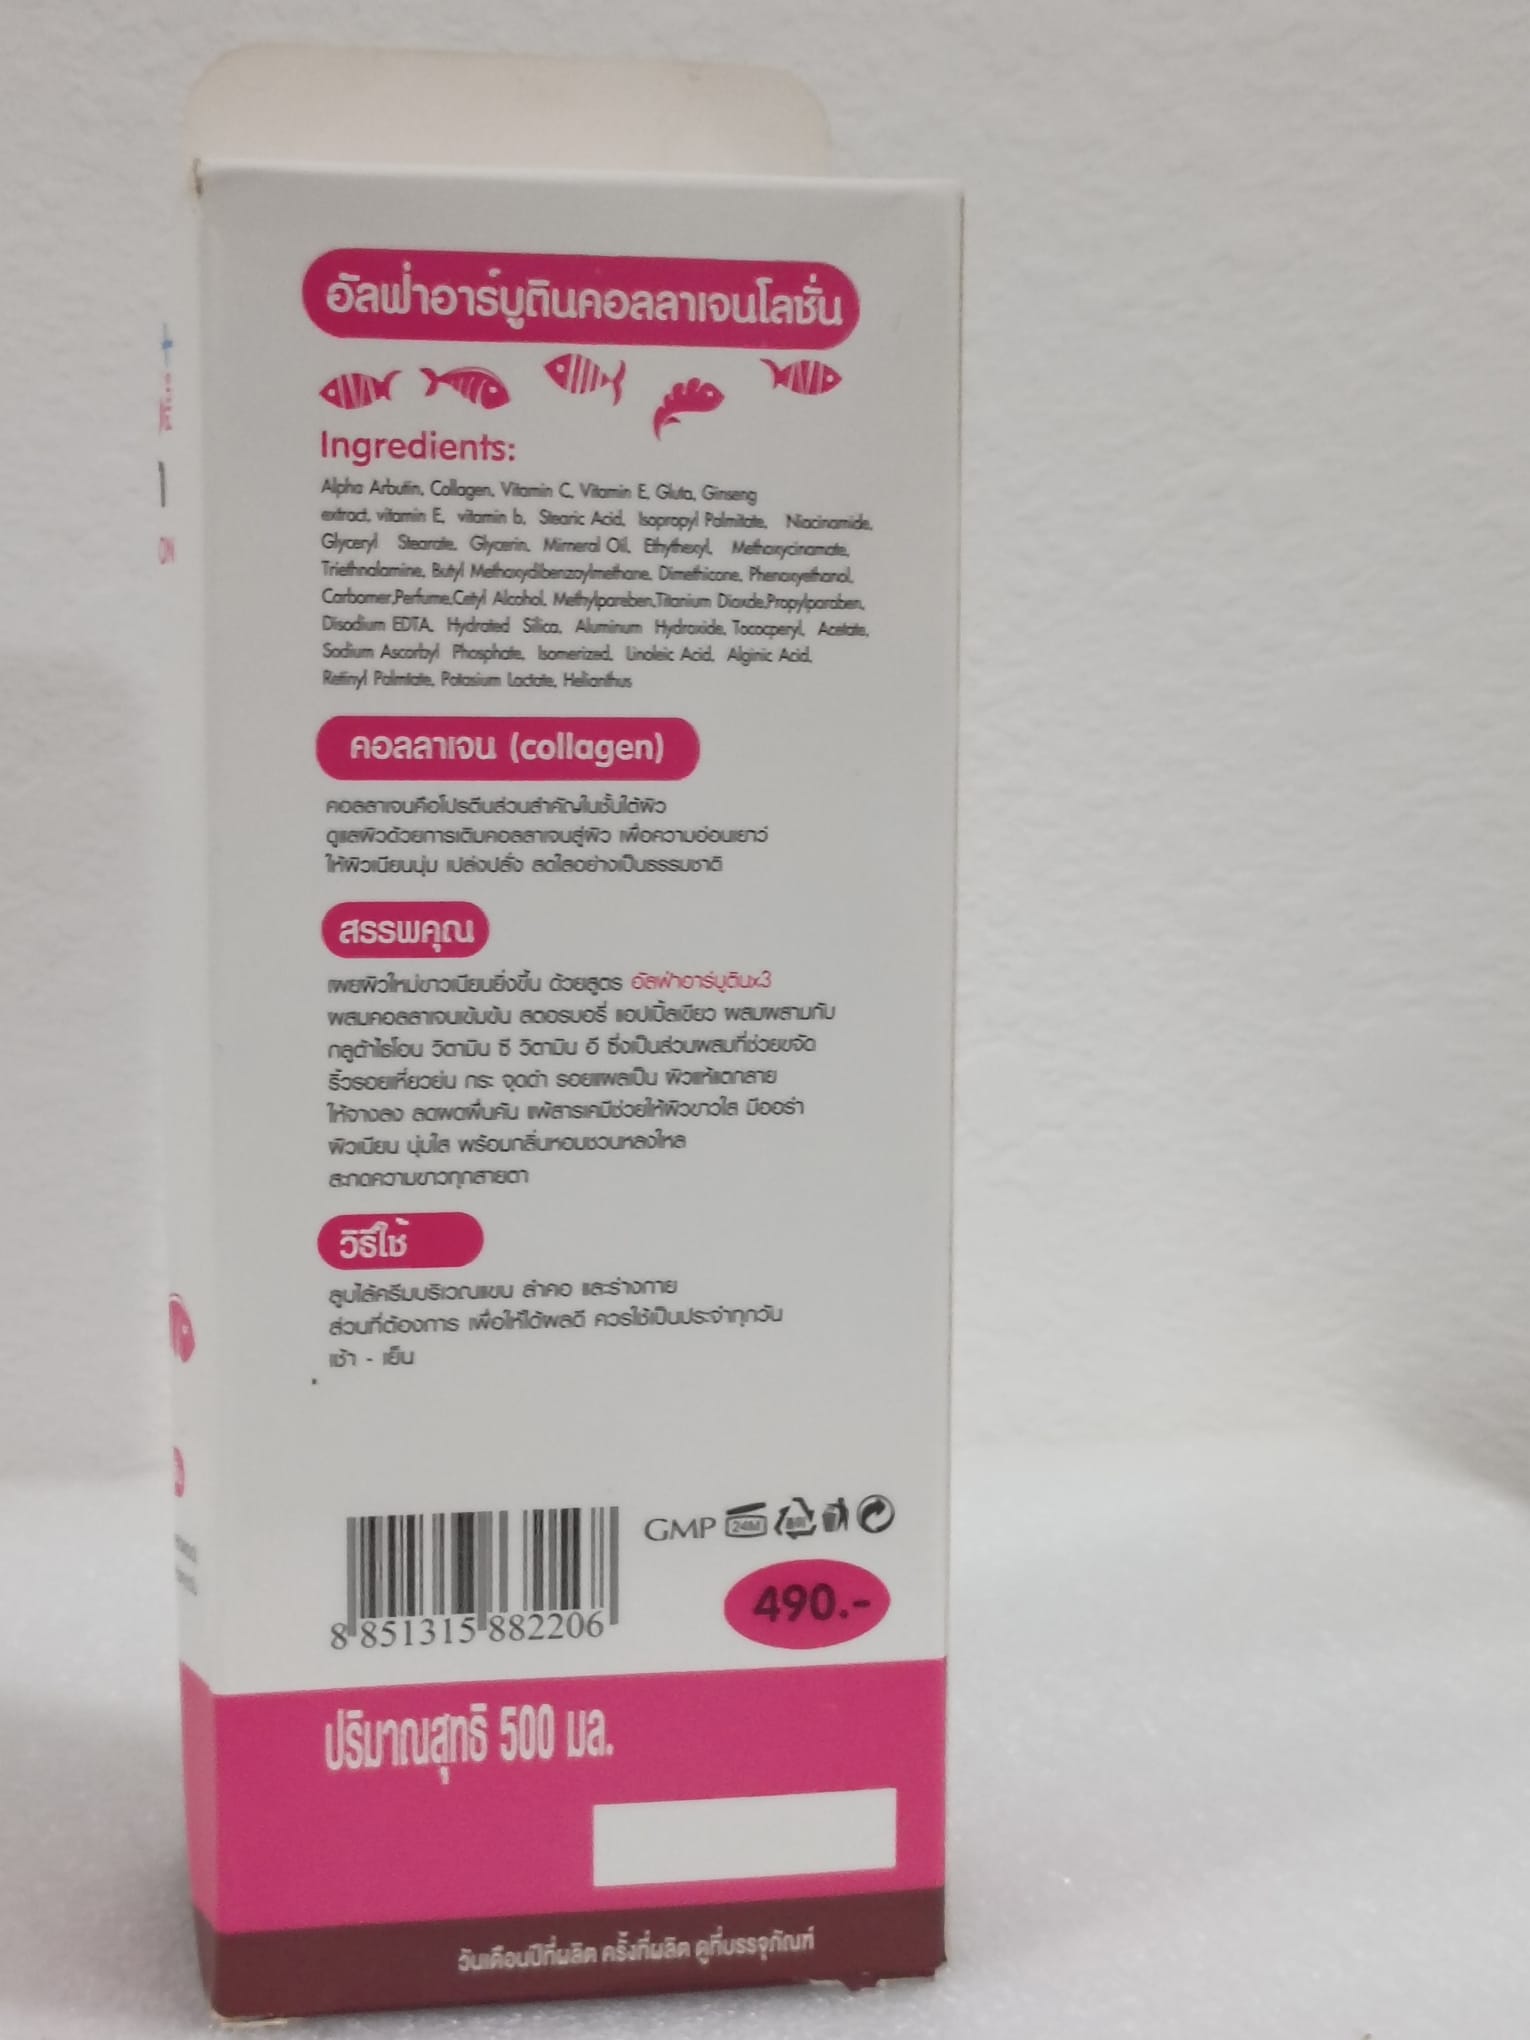 อัลฟ่าอาร์บูตินคอลลาเจนโลชั่น
Ingredients:
Alpha Arbutin, Collagen, Vitamin C, Vitamin E, Gluta, Ginseng
extract, vitamin E, vitamin b, Stearic Acid, Isopropyl Palmitate, Niacinamide,
Glyceryl Stearate, Glycerin, Mirneral Oil, Ethythexyl, Methoxycinamate,
Triethnalamine, Butyl Methoxydibenzoylmethane, Dimethicone, Phenoxyethanol,
Carbomer,Perfume,Cetyl Alcohol, Methylpareben,Titanium Dioxde,Propylparaben,
Disodium EDTA, Hydrated Silica, Aluminum Hydroxide, Tococperyl, Acetate,
Sodium Ascorbyl Phosphate, Isomerized, Linoleic Acid, Alginic Acid,
Retinyl Palmtate, Potasium Lactate, Helianthus
คอลลาเจน (collagen)
คอลลาเจนคือโปรตีนส่วนสำคัญในชั้นใต้ผิว
ดูแลผิวด้วยการเติมคอลลาเจนสู่ผิว เพื่อความอ่อนเยาว์
ให้ผิวเนียนนุ่ม เปล่งปลั่ง สดใสอย่างเป็นธรรมชาติ
สรรพคุณ
เผยผิวใหม่ขาวเนียนยิ่งขึ้น ด้วยสูตร อัลฟ่าอาร์บูตินx3
ผสมคอลลาเจนเข้มข้น สตอรบอรี่ แอปเปิ้ลเขียว ผสมผสานกับ
กลูต้าไธโอน วิตามิน ซี วิตามิน อี ซึ่งเป็นส่วนผสมที่ช่วยขจัด
ริ้วรอยเหี่ยวย่น กระ จุดดำ รอยแผลเป็น ผิวแห้แตกลาย
ให้จางลง ลดผดผื่นคัน แพ้สารเคมีช่วยให้ผิวขาวใส มีออร่า
ผิวเนียน นุ่มใส พร้อมกลิ่นหอมชวนหลงใหล
สะกดความขาวทุกสายตา
วิธีใช้
ลูบไล้ครีมบริเวณแขน ลำคอ และร่างกาย
ส่วนที่ต้องการ เพื่อให้ได้ผลดี ควรใช้เป็นประจำทุกวัน
เช้า - เย็น
GMP 24M
490.-
8 851315 882206
ปริมาณสุทธิ 500 มล.
วันเดือนปีที่ผลิต ครั้งที่ผลิต ดูที่บรรจุภัณฑ์